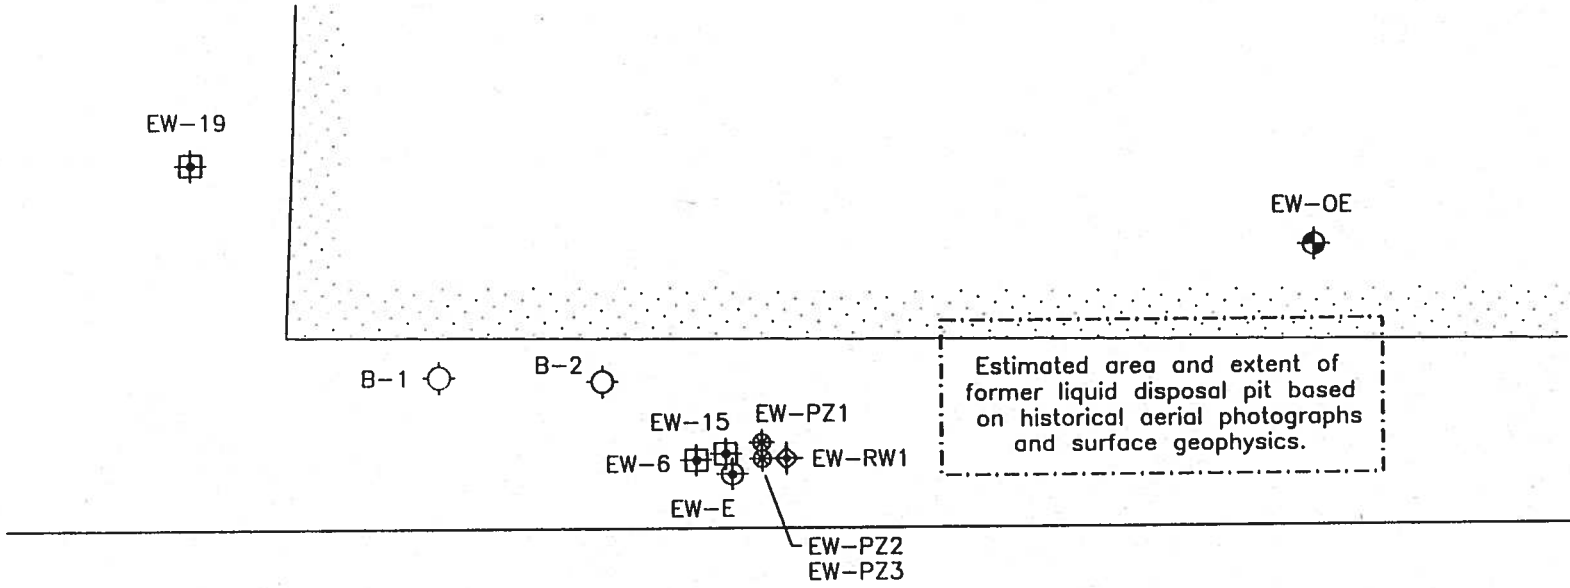 EW-19
EW-OE
B-1
B-2
Estimated area and extent of
former liquid disposal pit based
on historical aerial photographs
and surface geophysics.
EW-15
EW-PZ1
EW-6
EW-RW1
EW-E
EW-PZ2
EW-PZ3